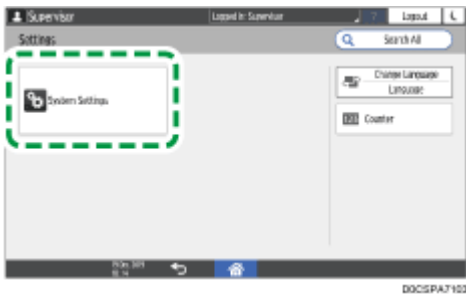 Supervisor
Logged in: Supervisor
?
Logout
Settings
Search All
System Settings
Change Language
Language
Counter
D0CSPA7103